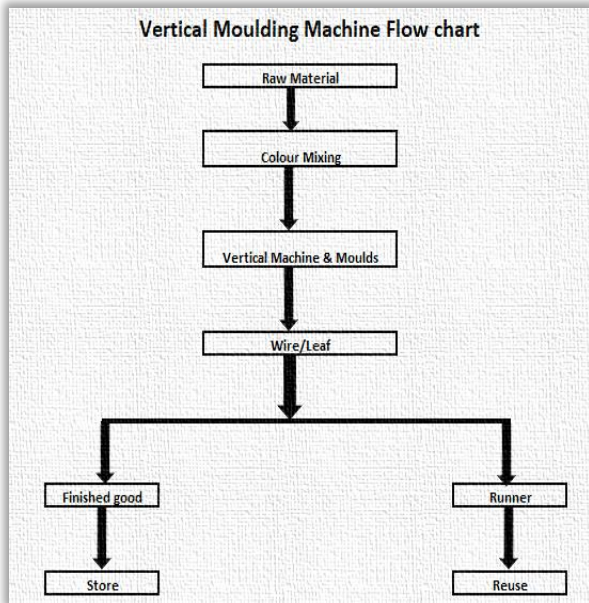 Vertical Moulding Machine Flow chart
Raw Material
Colour Mixing
Vertical Machine & Moulds
Wire/Leaf
Finished good
Runner
Store
Reuse